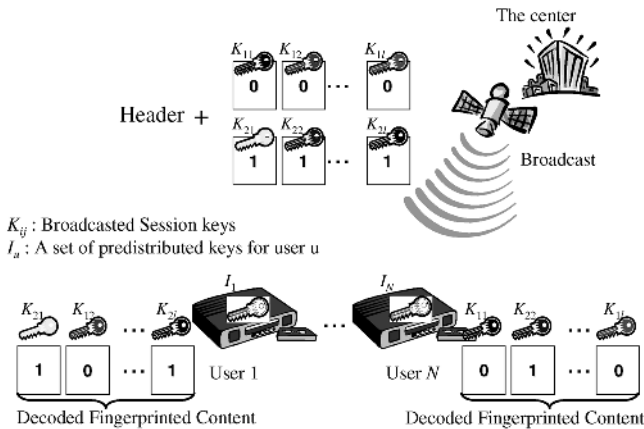 The center
K11 K12 K1l
0 0 ... 0
Header +
K21 K22 K2l
1 1 ... 1
Broadcast
Kij : Broadcasted Session keys
Iu : A set of predistributed keys for user u
I1 IN
K21 K12 ... K2l ... K11 K22 ... K1l
1 0 ... 1 User 1 User N 0 1 ... 0
Decoded Fingerprinted Content Decoded Fingerprinted Content